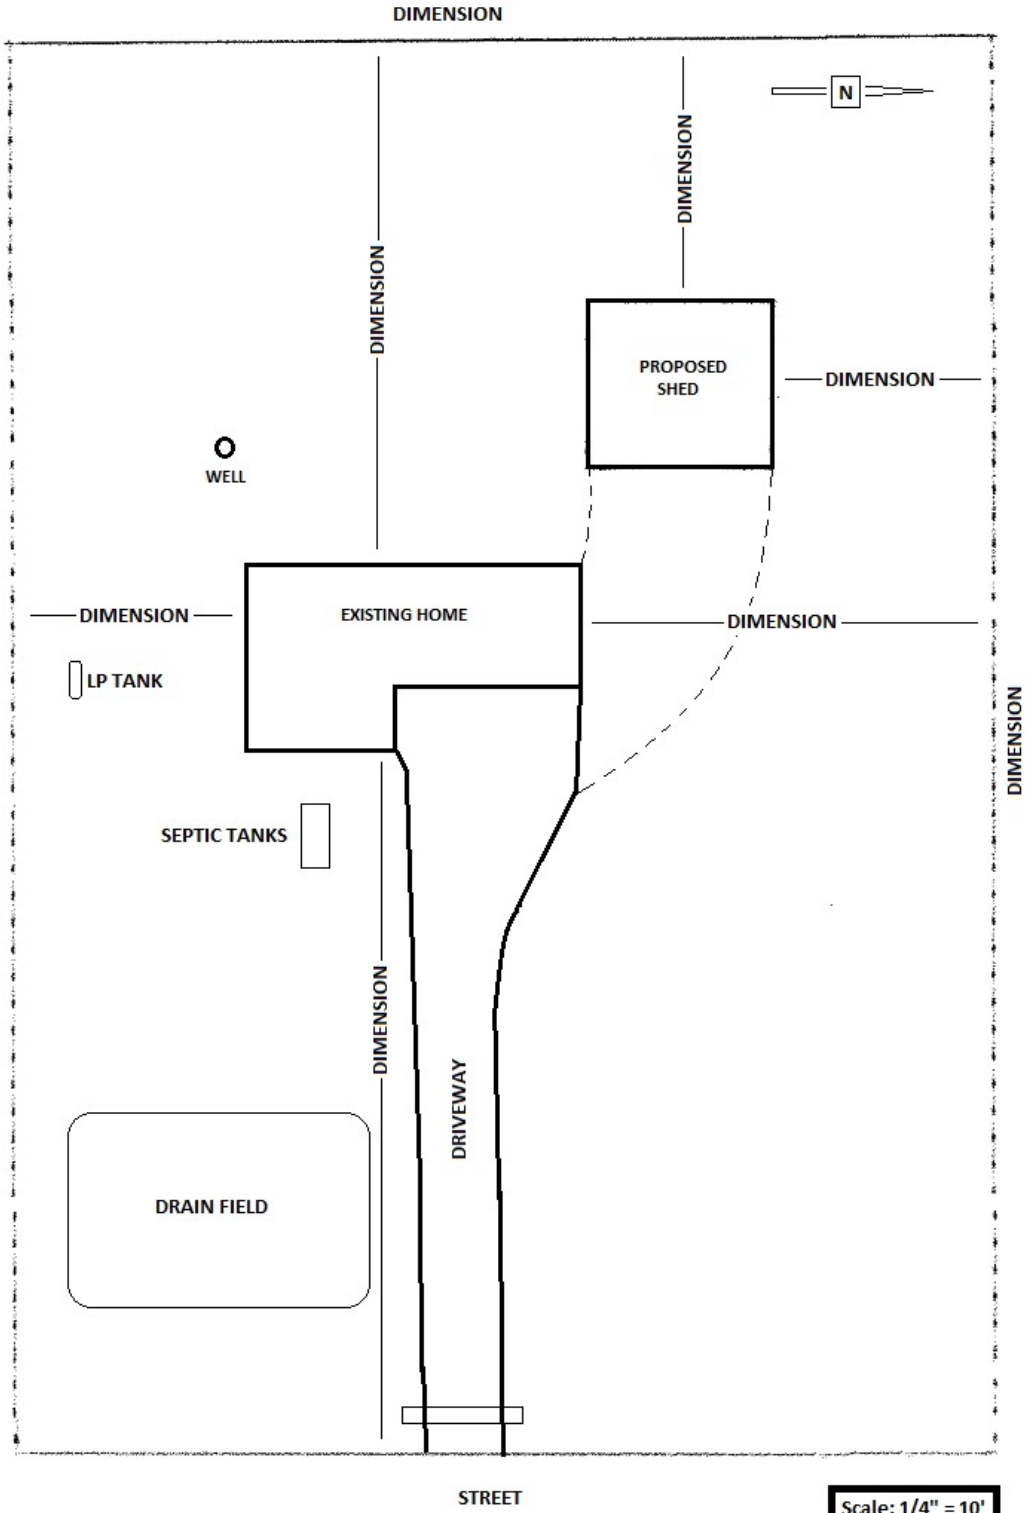 DIMENSION
N
DIMENSION
DIMENSION
PROPOSED
SHED
DIMENSION
WELL
DIMENSION
EXISTING HOME
DIMENSION
LP TANK
DIMENSION
SEPTIC TANKS
DIMENSION
DRIVEWAY
DRAIN FIELD
STREET
Scale: 1/4" = 10'